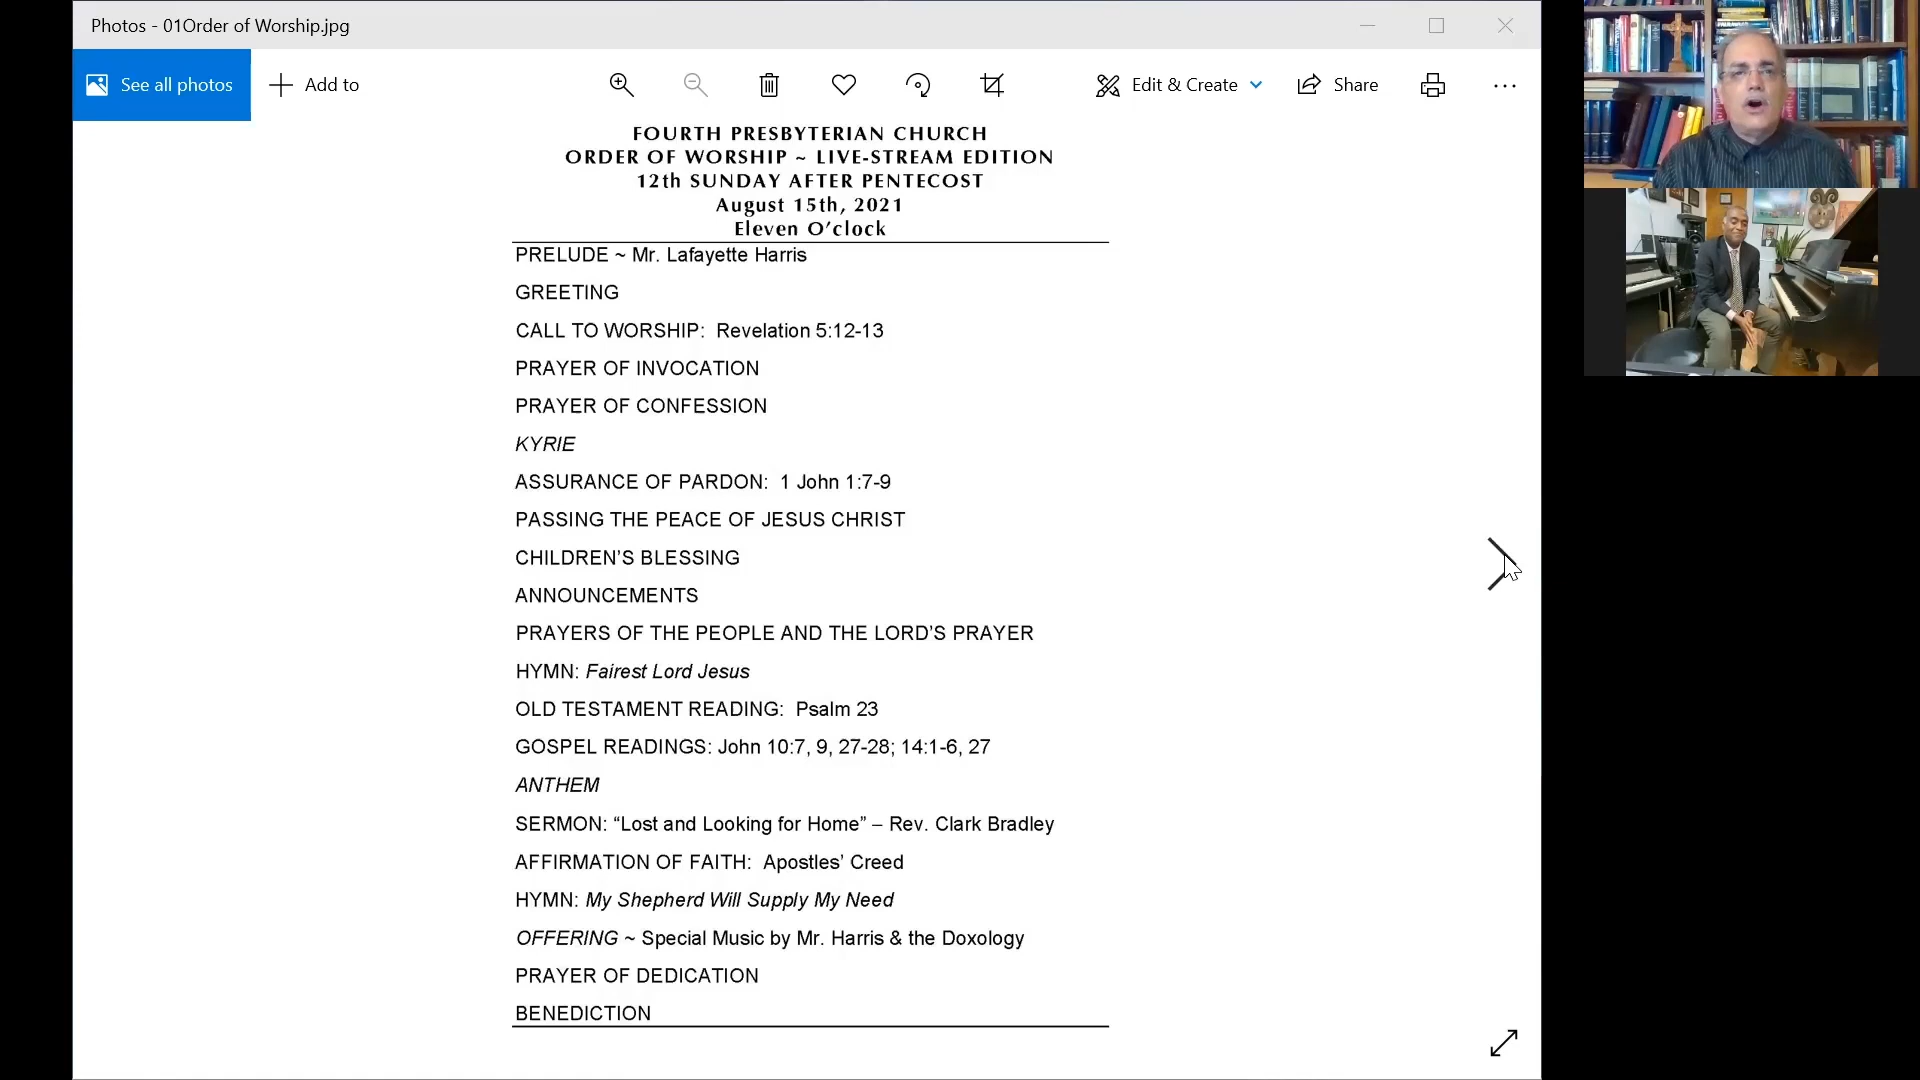 Photos - 01Order of Worship.jpg
See all photos
Add to
Edit & Create
Share
FOURTH PRESBYTERIAN CHURCH
ORDER OF WORSHIP ~ LIVE-STREAM EDITION
12th SUNDAY AFTER PENTECOST
August 15th, 2021
Eleven O’clock
PRELUDE ~ Mr. Lafayette Harris
GREETING
CALL TO WORSHIP: Revelation 5:12-13
PRAYER OF INVOCATION
PRAYER OF CONFESSION
KYRIE
ASSURANCE OF PARDON: 1 John 1:7-9
PASSING THE PEACE OF JESUS CHRIST
CHILDREN’S BLESSING
ANNOUNCEMENTS
PRAYERS OF THE PEOPLE AND THE LORD’S PRAYER
HYMN: Fairest Lord Jesus
OLD TESTAMENT READING: Psalm 23
GOSPEL READINGS: John 10:7, 9, 27-28; 14:1-6, 27
ANTHEM
SERMON: “Lost and Looking for Home” – Rev. Clark Bradley
AFFIRMATION OF FAITH: Apostles’ Creed
HYMN: My Shepherd Will Supply My Need
OFFERING ~ Special Music by Mr. Harris & the Doxology
PRAYER OF DEDICATION
BENEDICTION